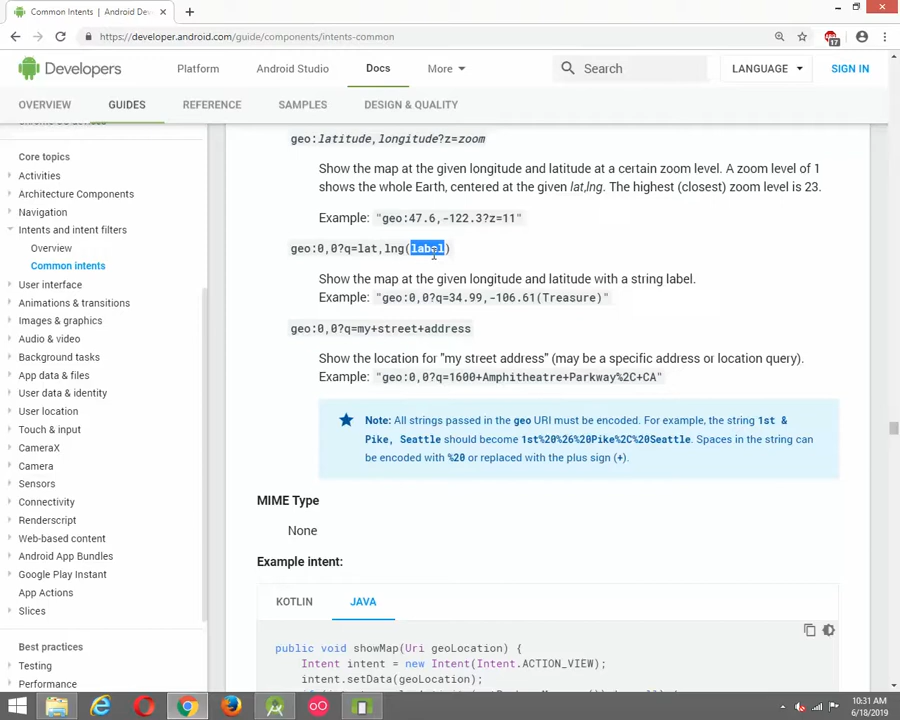 Common Intents | Android Dev
https://developer.android.com/guide/components/intents-common
17
Developers
Platform
Android Studio
Docs
More
Search
LANGUAGE
SIGN IN
OVERVIEW
GUIDES
REFERENCE
SAMPLES
DESIGN & QUALITY
Core topics
Activities
Architecture Components
Navigation
Intents and intent filters
Overview
Common intents
User interface
Animations & transitions
Images & graphics
Audio & video
Background tasks
App data & files
User data & identity
User location
Touch & input
CameraX
Camera
Sensors
Connectivity
Renderscript
Web-based content
Android App Bundles
Google Play Instant
App Actions
Slices
Best practices
Testing
Performance
geo:latitude,longitude?z=zoom
Show the map at the given longitude and latitude at a certain zoom level. A zoom level of 1
shows the whole Earth, centered at the given lat,lng. The highest (closest) zoom level is 23.
Example: "geo:47.6,-122.3?z=11"
geo:0,0?q=lat,lng(label)
Show the map at the given longitude and latitude with a string label.
Example: "geo:0,0?q=34.99,-106.61(Treasure)"
geo:0,0?q=my+street+address
Show the location for "my street address" (may be a specific address or location query).
Example: "geo:0,0?q=1600+Amphitheatre+Parkway%2C+CA"
Note: All strings passed in the geo URI must be encoded. For example, the string 1st &
Pike, Seattle should become 1st%20%26%20Pike%2C%20Seattle. Spaces in the string can
be encoded with %20 or replaced with the plus sign (+).
MIME Type
None
Example intent:
KOTLIN
JAVA
public void showMap(Uri geoLocation) {
Intent intent = new Intent(Intent.ACTION_VIEW);
intent.setData(geoLocation);
10:31 AM
6/18/2019